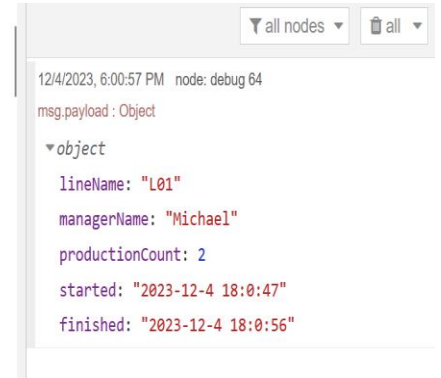 all nodes all
12/4/2023, 6:00:57 PM node: debug 64
msg.payload : Object
object
lineName: "L01"
managerName: "Michael"
productionCount: 2
started: "2023-12-4 18:0:47"
finished: "2023-12-4 18:0:56"